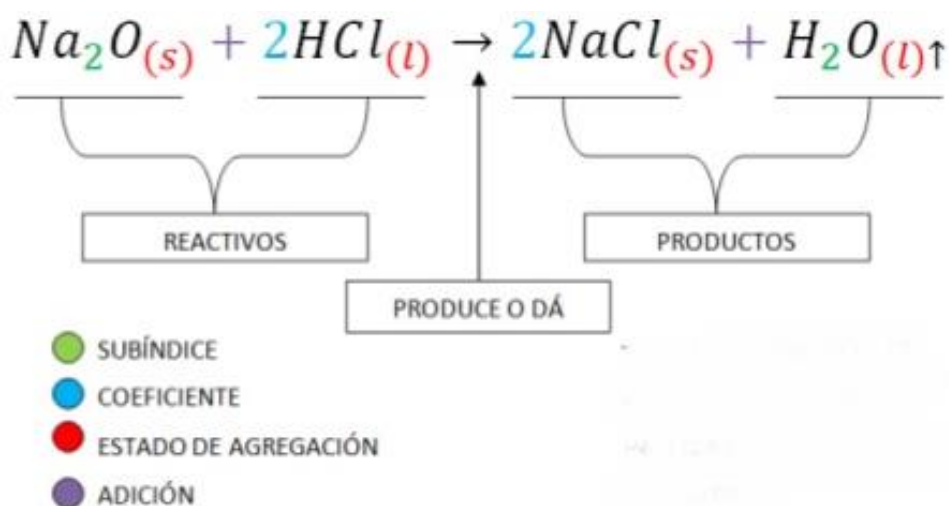 Na₂O(s) + 2HCl(l) → 2NaCl(s) + H₂O(l)↑
REACTIVOS
PRODUCTOS
PRODUCE O DÁ
SUBÍNDICE
COEFICIENTE
ESTADO DE AGREGACIÓN
ADICIÓN